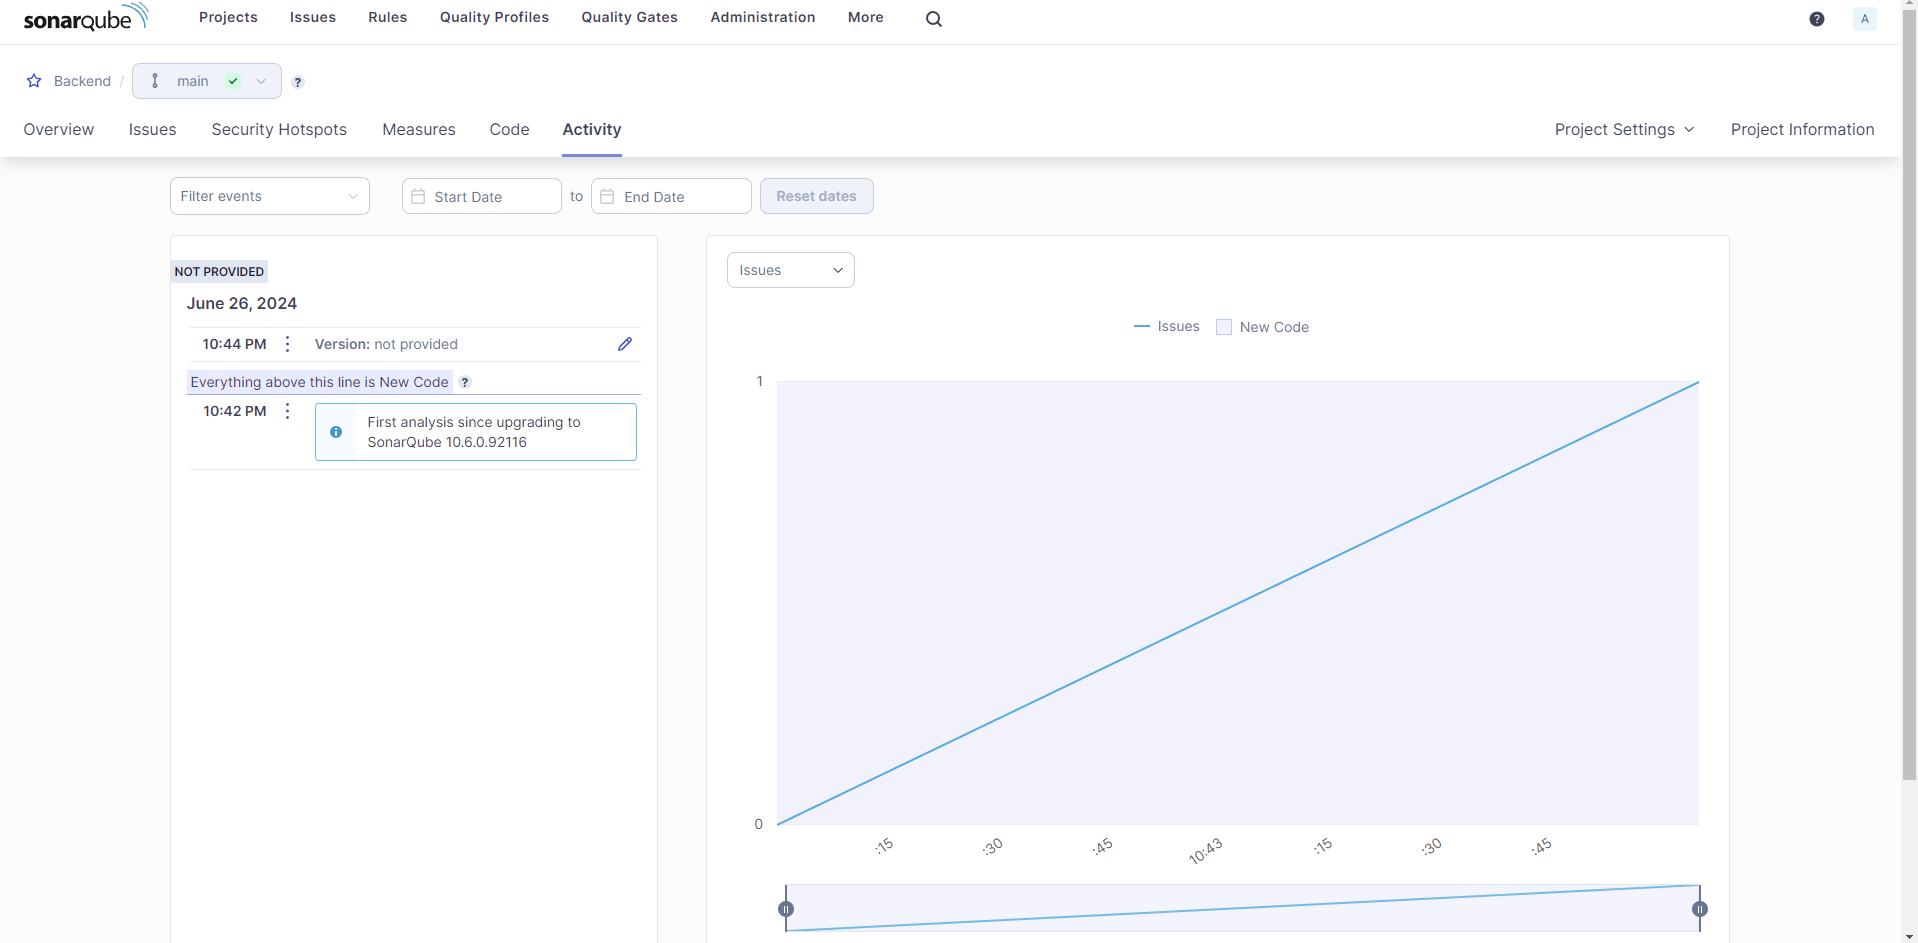 sonarqube
Projects Issues Rules Quality Profiles Quality Gates Administration More
? A
Backend / main ?
Overview Issues Security Hotspots Measures Code Activity Project Settings Project Information
Filter events Start Date to End Date Reset dates
NOT PROVIDED
June 26, 2024
10:44 PM Version: not provided
Everything above this line is New Code ?
10:42 PM First analysis since upgrading to
SonarQube 10.6.0.92116
Issues
Issues New Code
1
0
:15 :30 :45 10:43 :15 :30 :45